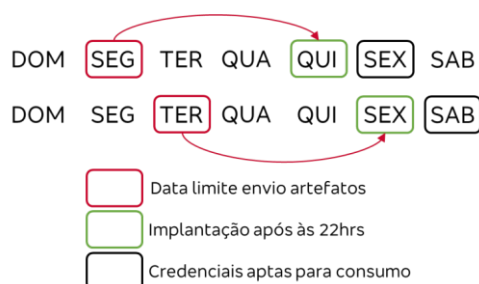 DOM SEG TER QUA QUI SEX SAB
DOM SEG TER QUA QUI SEX SAB
Data limite envio artefatos
Implantação após às 22hrs
Credenciais aptas para consumo